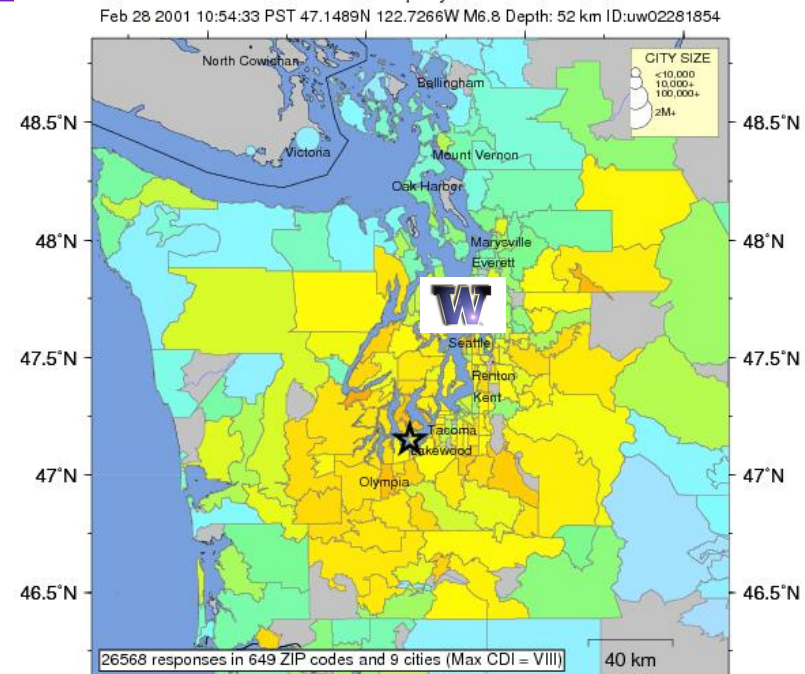 Feb 28 2001 10:54:33 PST 47.1489N 122.7266W M6.8 Depth: 52 km ID:uw02281854
North Cowichan
CITY SIZE
<10,000
10,000+
100,000+
2M+
Bellingham
48.5°N
48.5°N
Victoria
Mount Vernon
Oak Harbor
48°N
48°N
Marysville
Everett
W
Seattle
47.5°N
47.5°N
Renton
Kent
Tacoma
Lakewood
47°N
47°N
Olympia
46.5°N
46.5°N
26568 responses in 649 ZIP codes and 9 cities (Max CDI = VIII)
40 km